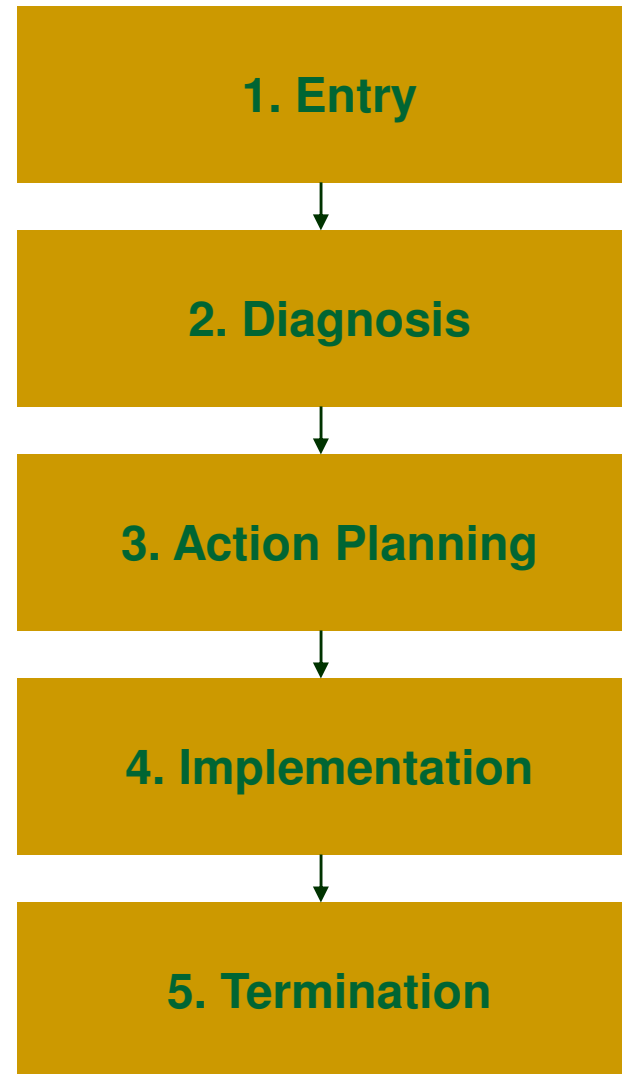 1. Entry
2. Diagnosis
3. Action Planning
4. Implementation
5. Termination